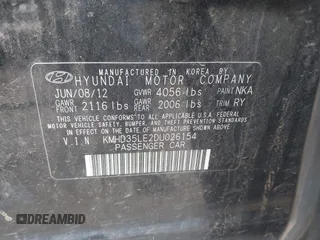 MANUFACTURED IN KOREA BY
HYUNDAI MOTOR COMPANY
JUN/08/12 GVWR 4056 lbs PAINT NKA
GAWR FRONT 2116 lbs GAWR REAR 2006 lbs TRIM RY
THIS VEHICLE CONFORMS TO ALL APPLICABLE U.S. FEDERAL
MOTOR VEHICLE SAFETY, BUMPER, AND THEFT PREVENTION
STANDARDS IN EFFECT ON THE DATE OF MANUFACTURE
SHOWN ABOVE.
V.I.N KMHD35LE2DU026154
PASSENGER CAR
DREAMBID